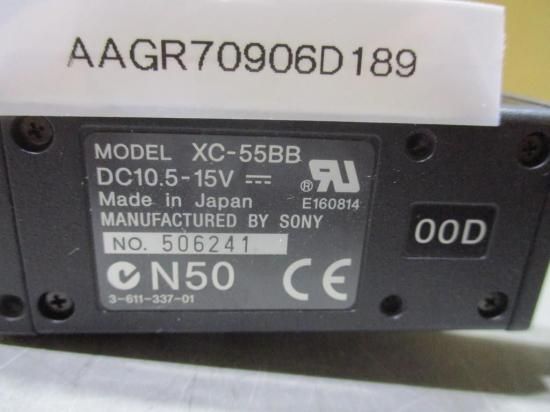 AAGR70906D189
MODEL XC-55BB
DC10.5-15V ⎓
Made in Japan
MANUFACTURED BY SONY
NO. 506241
® RU
E160814
00D
C N50 CE
3-611-337-01